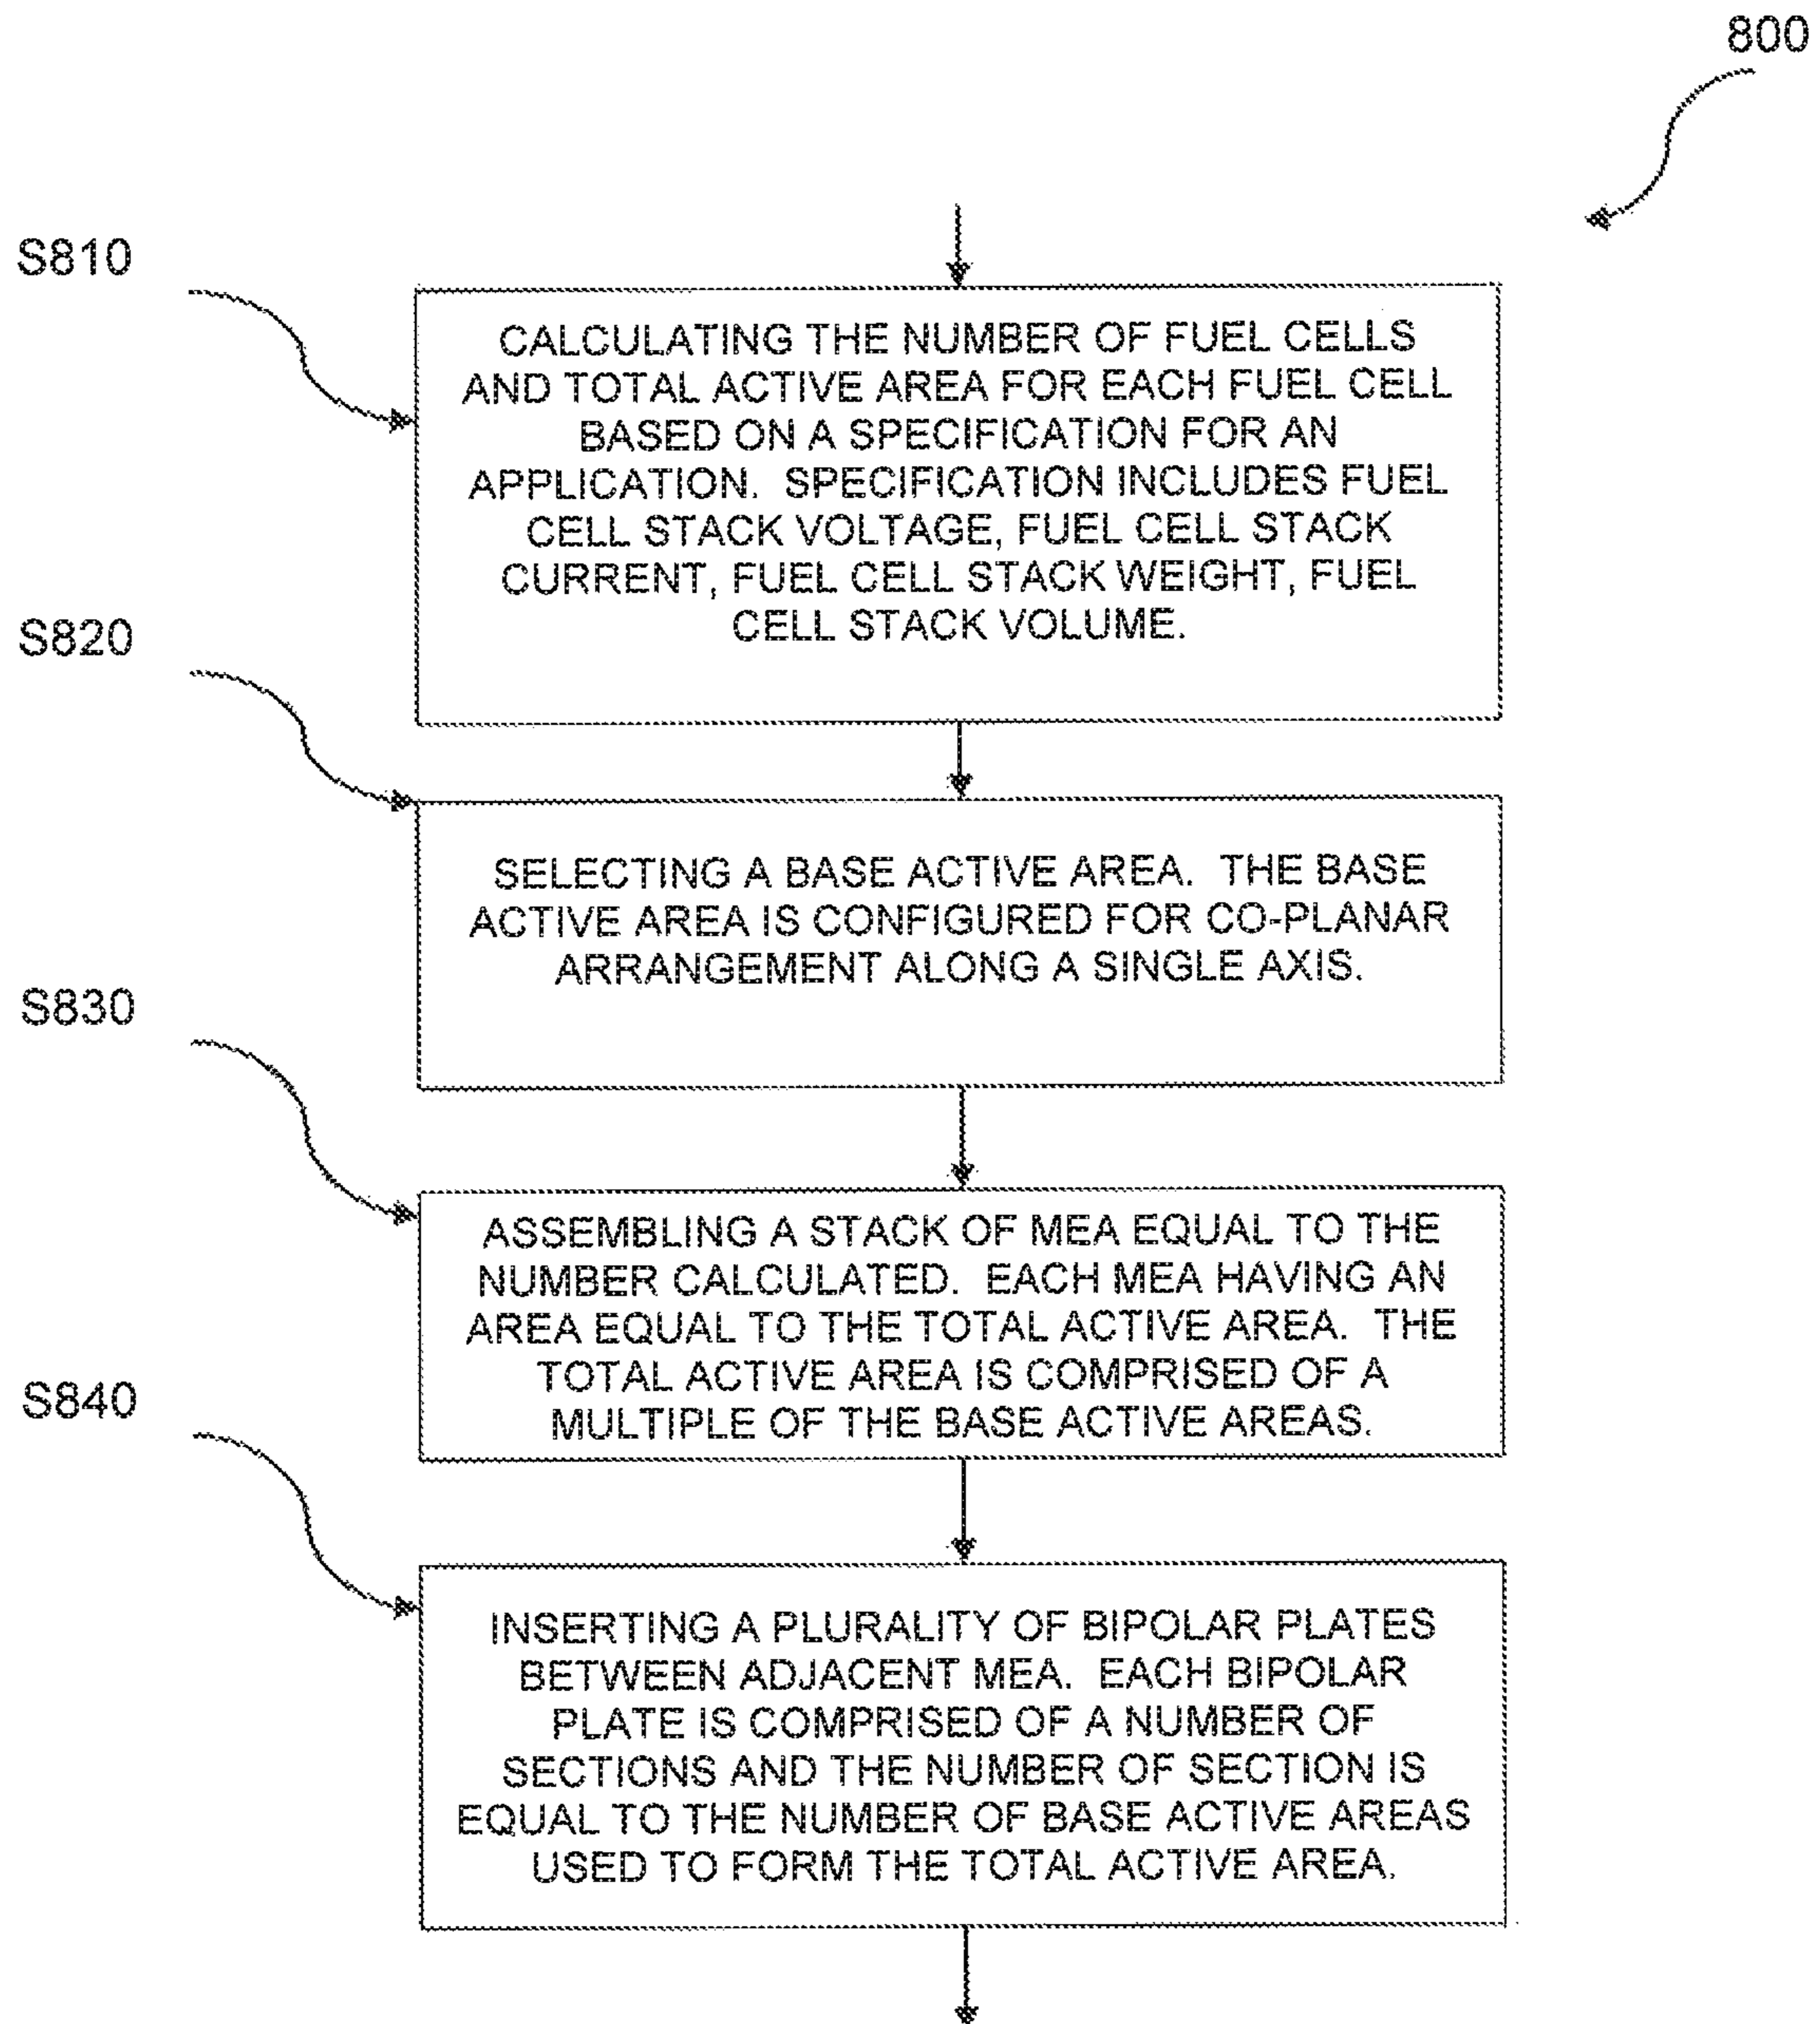 800
S810
CALCULATING THE NUMBER OF FUEL CELLS
AND TOTAL ACTIVE AREA FOR EACH FUEL CELL
BASED ON A SPECIFICATION FOR AN
APPLICATION. SPECIFICATION INCLUDES FUEL
CELL STACK VOLTAGE, FUEL CELL STACK
CURRENT, FUEL CELL STACK WEIGHT, FUEL
CELL STACK VOLUME.
S820
SELECTING A BASE ACTIVE AREA. THE BASE
ACTIVE AREA IS CONFIGURED FOR CO-PLANAR
ARRANGEMENT ALONG A SINGLE AXIS.
S830
ASSEMBLING A STACK OF MEA EQUAL TO THE
NUMBER CALCULATED. EACH MEA HAVING AN
AREA EQUAL TO THE TOTAL ACTIVE AREA. THE
TOTAL ACTIVE AREA IS COMPRISED OF A
MULTIPLE OF THE BASE ACTIVE AREAS.
S840
INSERTING A PLURALITY OF BIPOLAR PLATES
BETWEEN ADJACENT MEA. EACH BIPOLAR
PLATE IS COMPRISED OF A NUMBER OF
SECTIONS AND THE NUMBER OF SECTION IS
EQUAL TO THE NUMBER OF BASE ACTIVE AREAS
USED TO FORM THE TOTAL ACTIVE AREA.